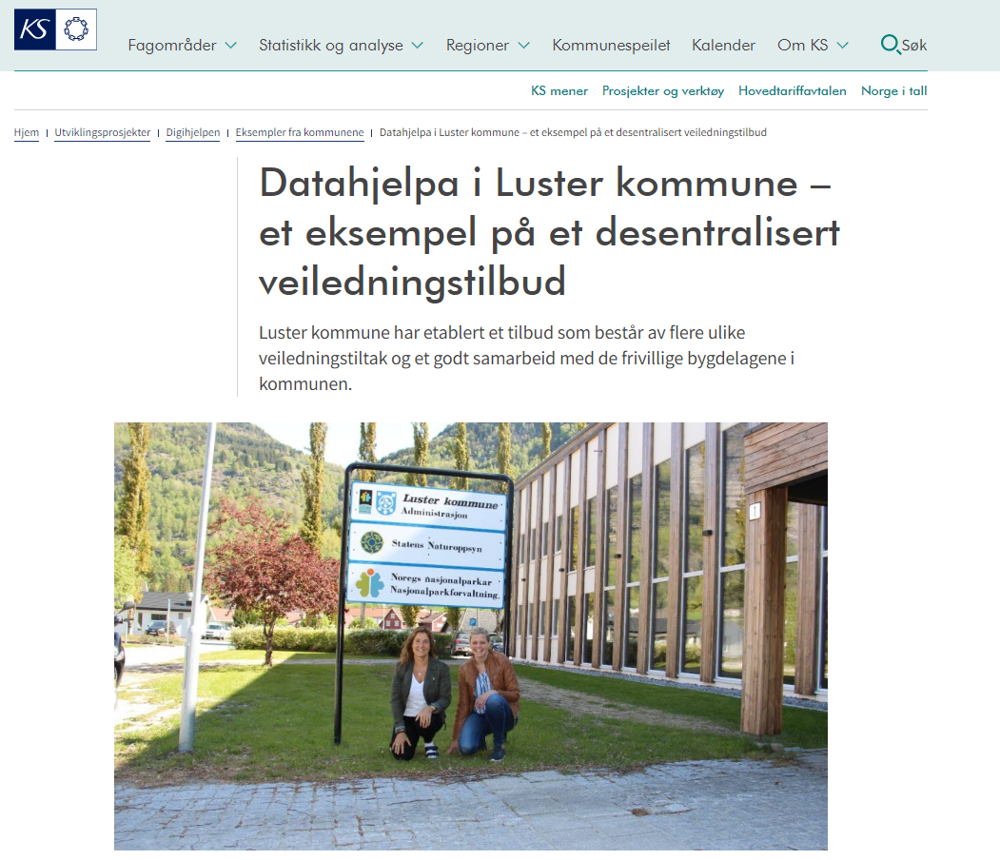 KS
Fagområder
Statistikk og analyse
Regioner
Kommunespeilet
Kalender
Om KS
Søk
KS mener
Prosjekter og verktøy
Hovedtariffavtalen
Norge i tall
Hjem
Utviklingsprosjekter
Digihjelpen
Eksempler fra kommunene
Datahjelpa i Luster kommune – et eksempel på et desentralisert veiledningstilbud
Datahjelpa i Luster kommune –
et eksempel på et desentralisert
veiledningstilbud
Luster kommune har etablert et tilbud som består av flere ulike
veiledningstiltak og et godt samarbeid med de frivillige bygdelagene i
kommunen.
Luster kommune
Administrasjon
Statens Naturoppsyn
Noregs nasjonalparkar
Nasjonalparkforvaltning